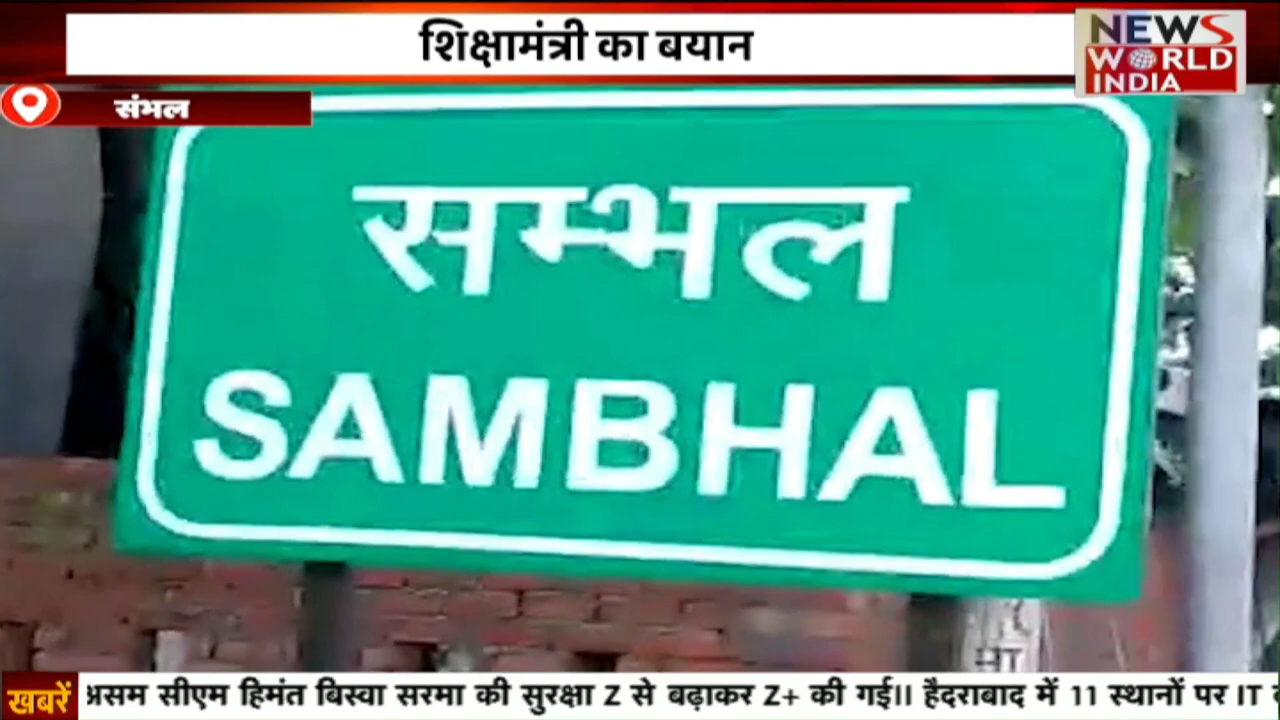 शिक्षामंत्री का बयान
NEWS
WORLD
INDIA
संभल
सम्भल
SAMBHAL
खबरें
असम सीएम हिमंत बिस्वा सरमा की सुरक्षा Z से बढ़ाकर Z+ की गई।। हैदराबाद में 11 स्थानों पर IT